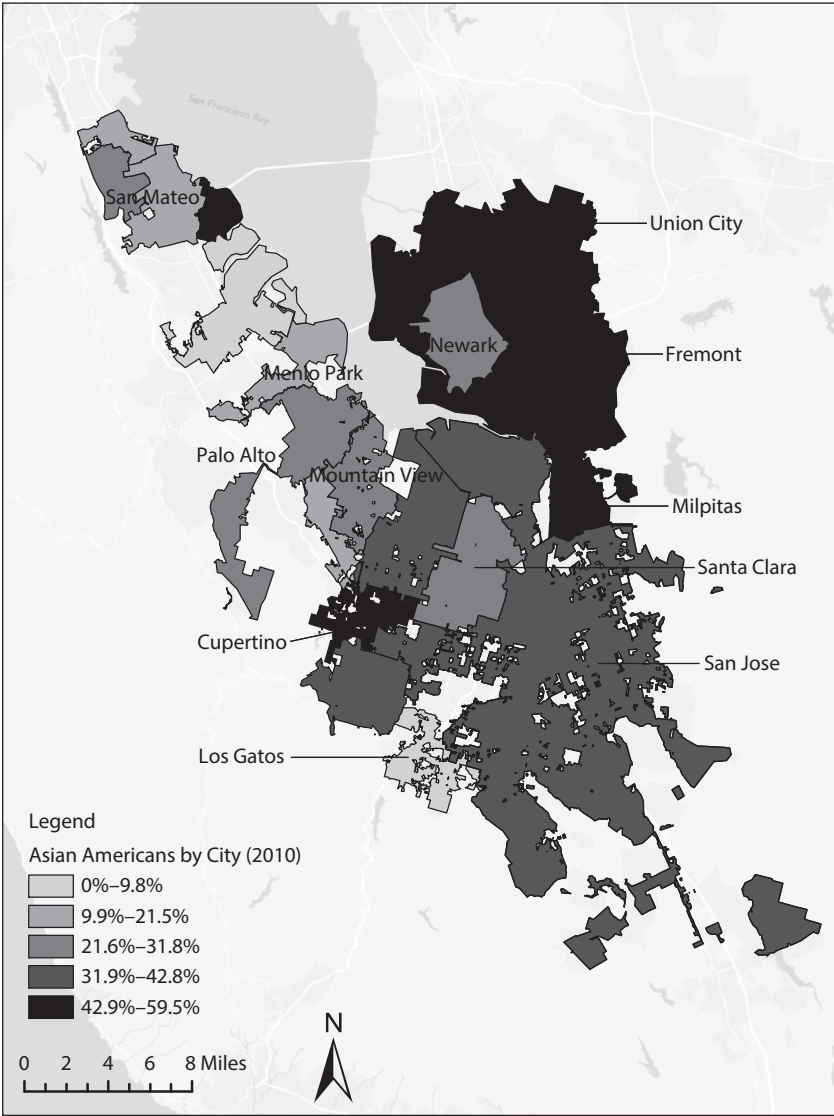 San Francisco Bay
San Mateo
Union City
Newark
Fremont
Menlo Park
Palo Alto
Mountain View
Milpitas
Santa Clara
Cupertino
San Jose
Los Gatos
Legend
Asian Americans by City (2010)
0%–9.8%
9.9%–21.5%
21.6%–31.8%
31.9%–42.8%
42.9%–59.5%
N
0 2 4 6 8 Miles